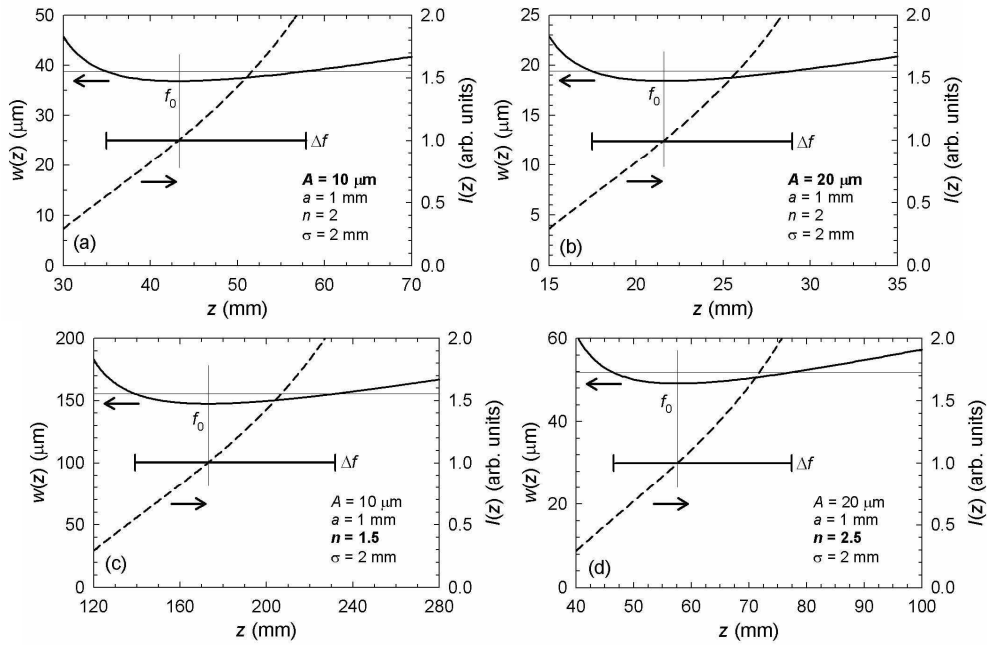 50
40
30
20
10
0
w(z) (μm)
30 40 50 60 70
z (mm)
2.0
1.5
1.0
0.5
0.0
I(z) (arb. units)
f0
Δf
A = 10 μm
a = 1 mm
n = 2
σ = 2 mm
(a)
25
20
15
10
5
0
w(z) (μm)
15 20 25 30 35
z (mm)
2.0
1.5
1.0
0.5
0.0
I(z) (arb. units)
f0
Δf
A = 20 μm
a = 1 mm
n = 2
σ = 2 mm
(b)
200
150
100
50
0
w(z) (μm)
120 160 200 240 280
z (mm)
2.0
1.5
1.0
0.5
0.0
I(z) (arb. units)
f0
Δf
A = 10 μm
a = 1 mm
n = 1.5
σ = 2 mm
(c)
60
40
20
0
w(z) (μm)
40 50 60 70 80 90 100
z (mm)
2.0
1.5
1.0
0.5
0.0
I(z) (arb. units)
f0
Δf
A = 20 μm
a = 1 mm
n = 2.5
σ = 2 mm
(d)